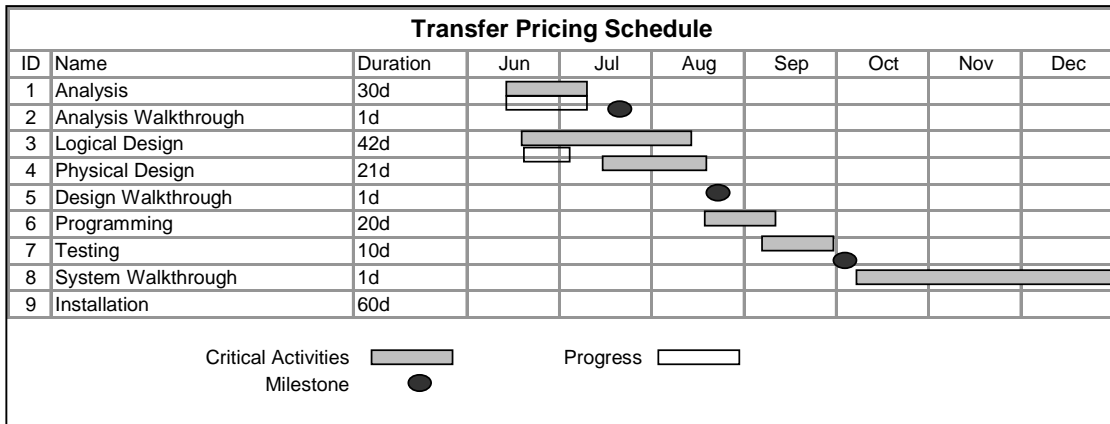 Transfer Pricing Schedule
ID Name Duration Jun Jul Aug Sep Oct Nov Dec
1 Analysis 30d
2 Analysis Walkthrough 1d
3 Logical Design 42d
4 Physical Design 21d
5 Design Walkthrough 1d
6 Programming 20d
7 Testing 10d
8 System Walkthrough 1d
9 Installation 60d
Critical Activities Progress
Milestone